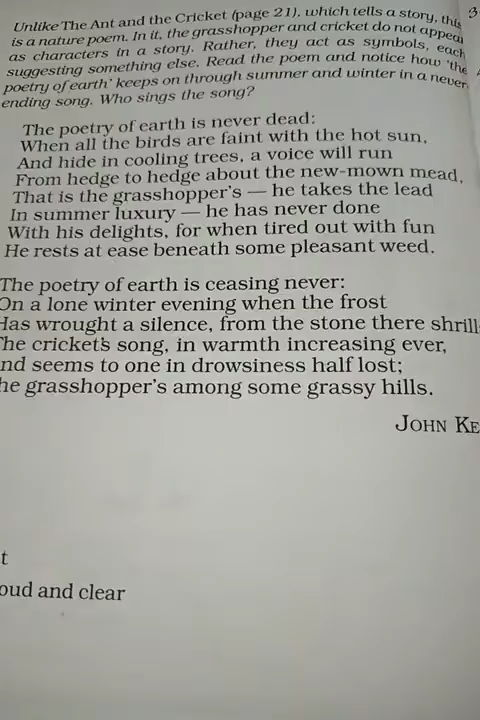 Unlike The Ant and the Cricket (page 21), which tells a story, this
is a nature poem. In it, the grasshopper and cricket do not appear
as characters in a story. Rather, they act as symbols, each
suggesting something else. Read the poem and notice how 'the
poetry of earth' keeps on through summer and winter in a never
ending song. Who sings the song?
The poetry of earth is never dead:
When all the birds are faint with the hot sun,
And hide in cooling trees, a voice will run
From hedge to hedge about the new-mown mead,
That is the grasshopper's — he takes the lead
In summer luxury — he has never done
With his delights, for when tired out with fun
He rests at ease beneath some pleasant weed.
The poetry of earth is ceasing never:
On a lone winter evening when the frost
Has wrought a silence, from the stone there shrill
he cricket's song, in warmth increasing ever,
nd seems to one in drowsiness half lost;
he grasshopper's among some grassy hills.
JOHN KE
t
oud and clear